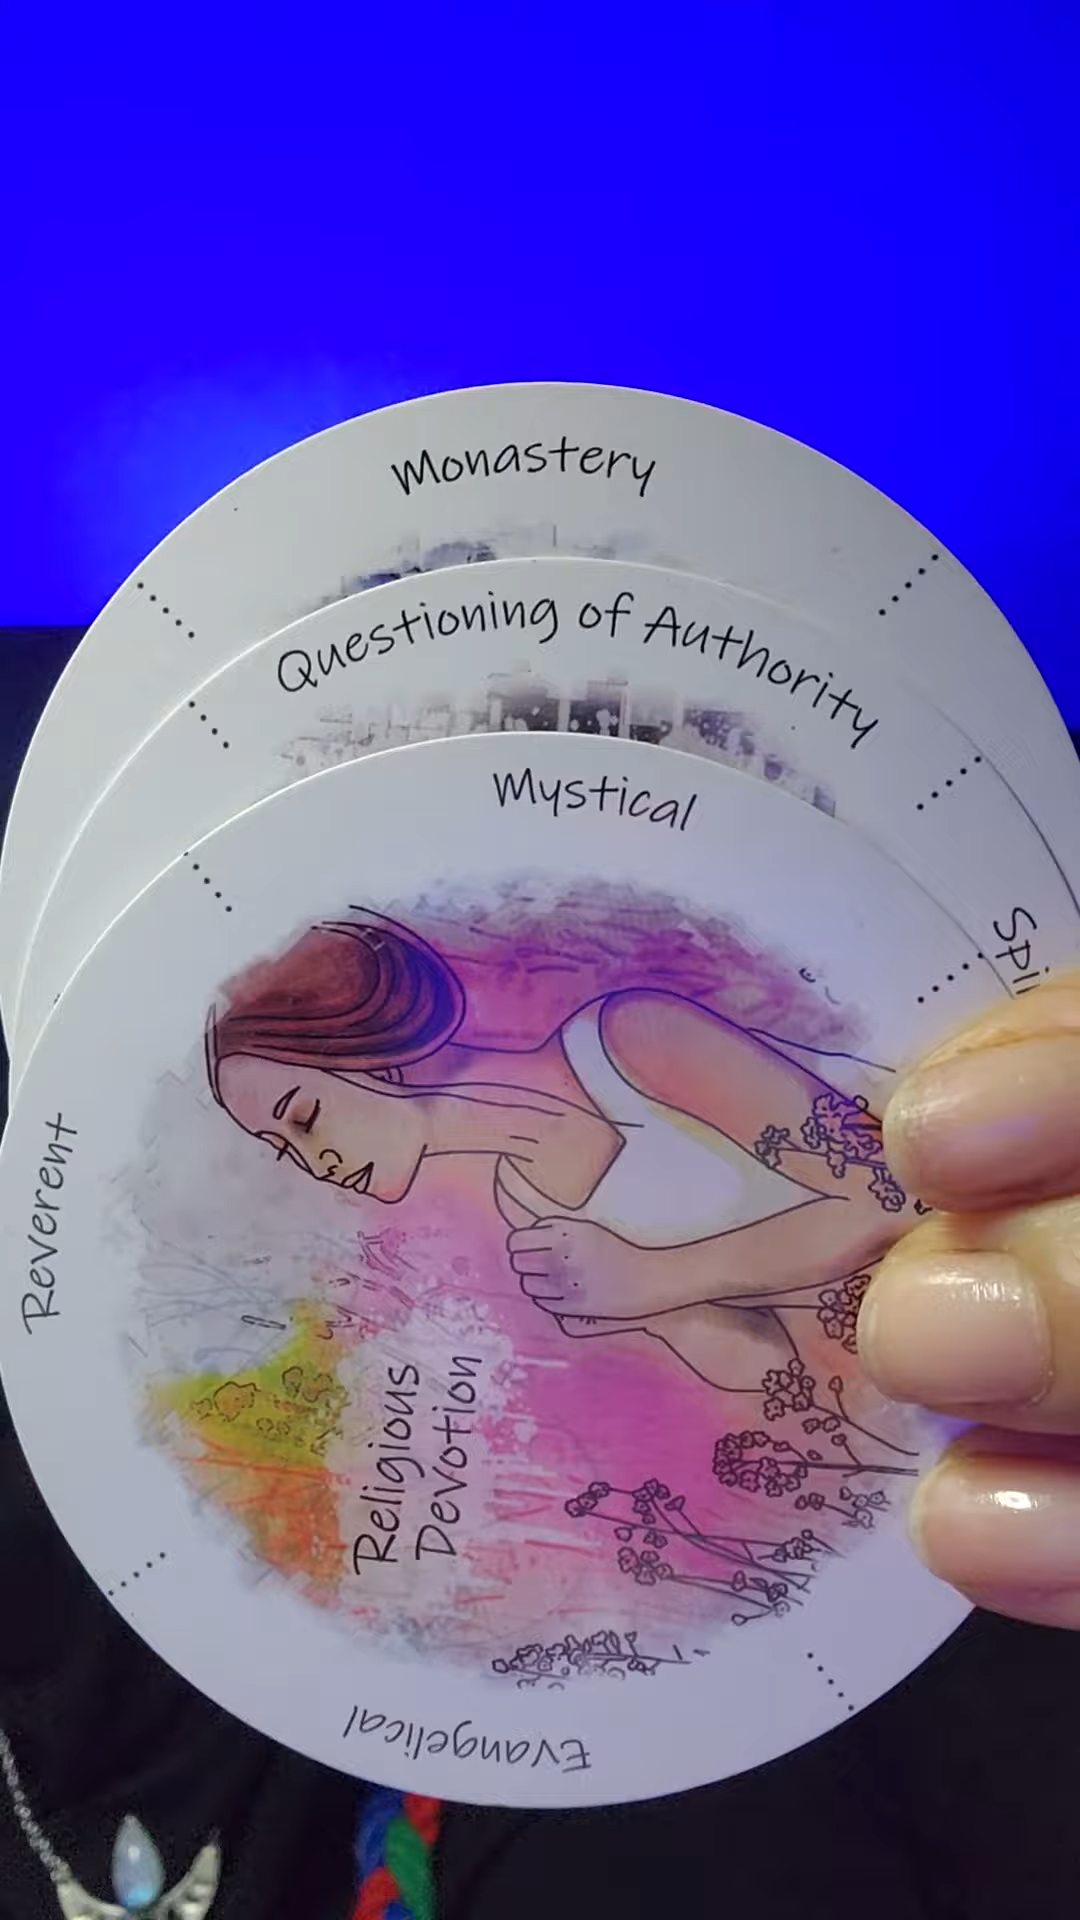 Monastery
Questioning of Authority
Mystical
Reverent
Religious
Devotion
Evangelical